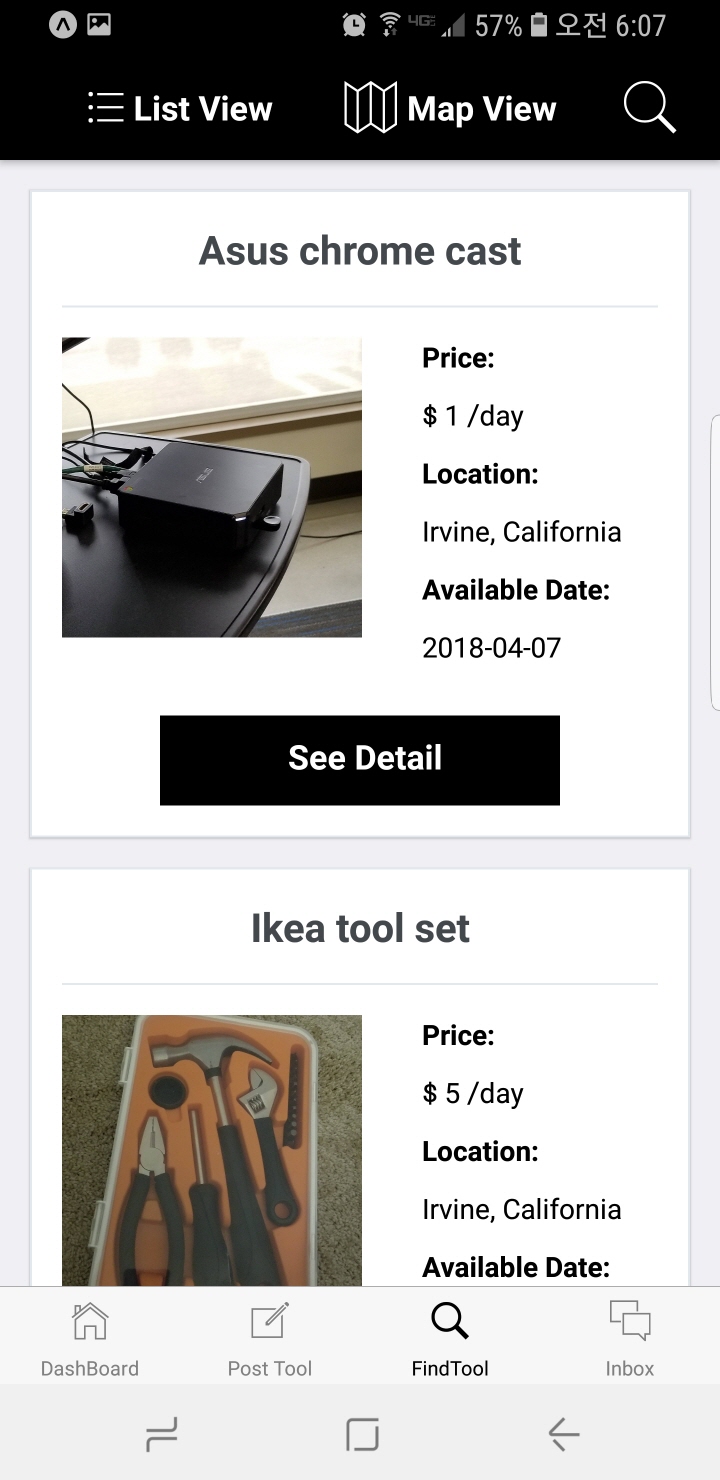 4G 57% 오전 6:07
List View Map View
Asus chrome cast
ASUS
Price:
$ 1 /day
Location:
Irvine, California
Available Date:
2018-04-07
See Detail
Ikea tool set
Price:
$ 5 /day
Location:
Irvine, California
Available Date:
DashBoard Post Tool FindTool Inbox